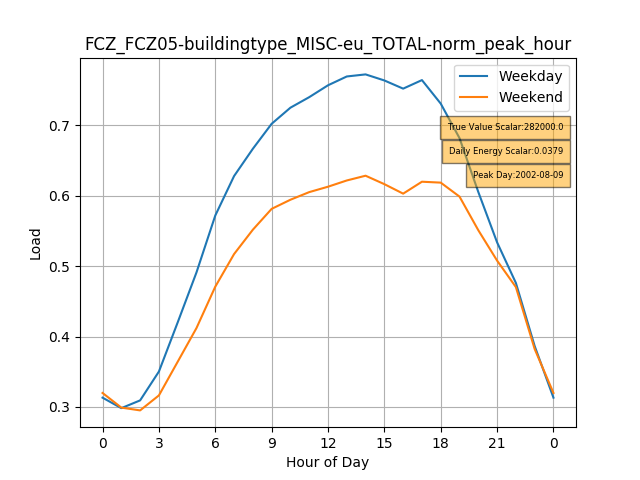 FCZ_FCZ05-buildingtype_MISC-eu_TOTAL-norm_peak_hour
Weekday
Weekend
True Value Scalar:282000.0
Daily Energy Scalar:0.0379
Peak Day:2002-08-09
Load
0.7
0.6
0.5
0.4
0.3
0 3 6 9 12 15 18 21 0
Hour of Day